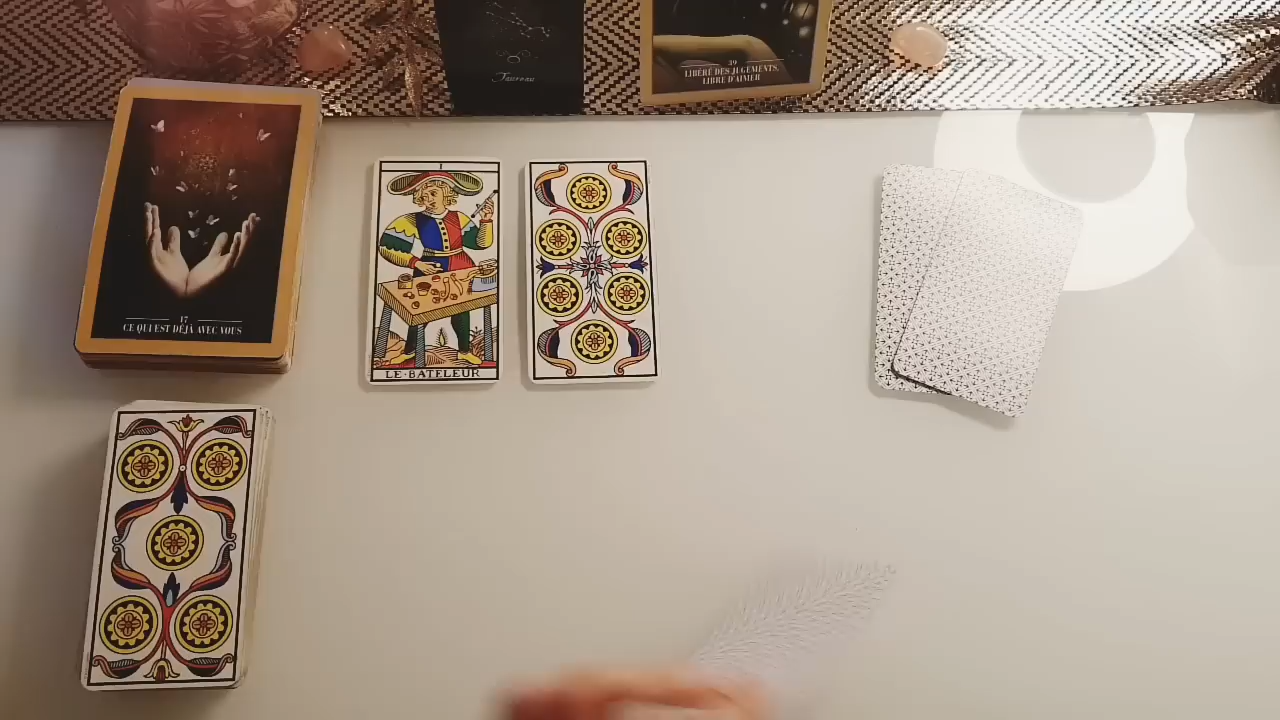 Taureau
39
LIBÉRÉ DES JUGEMENTS,
LIBRE D'AIMER
17
CE QUI EST DÉJÀ AVEC VOUS
I
LE·BATELEUR